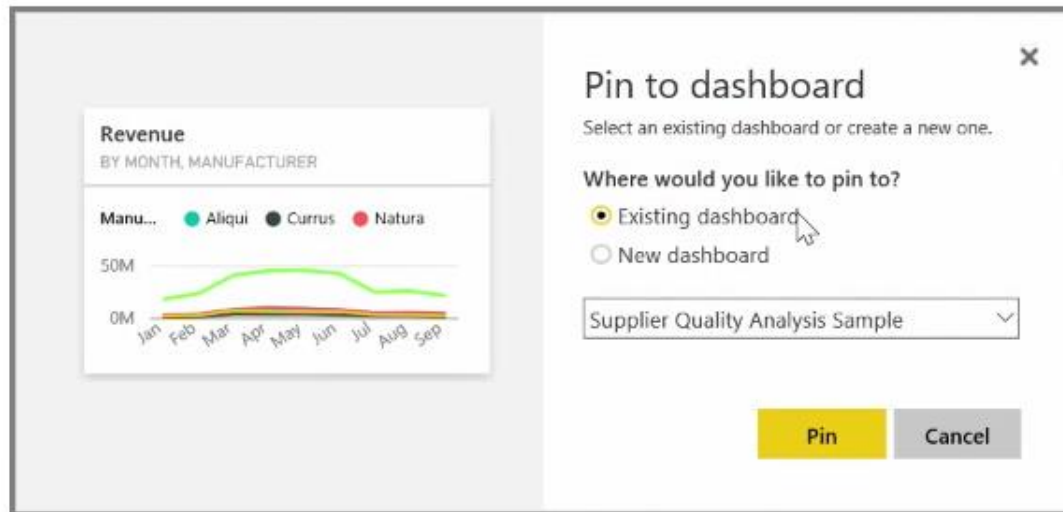 Revenue
BY MONTH, MANUFACTURER
Manu... Aliqui Currus Natura
50M
0M
Jan Feb Mar Apr May Jun Jul Aug Sep
Pin to dashboard
Select an existing dashboard or create a new one.
Where would you like to pin to?
Existing dashboard
New dashboard
Supplier Quality Analysis Sample
Pin Cancel